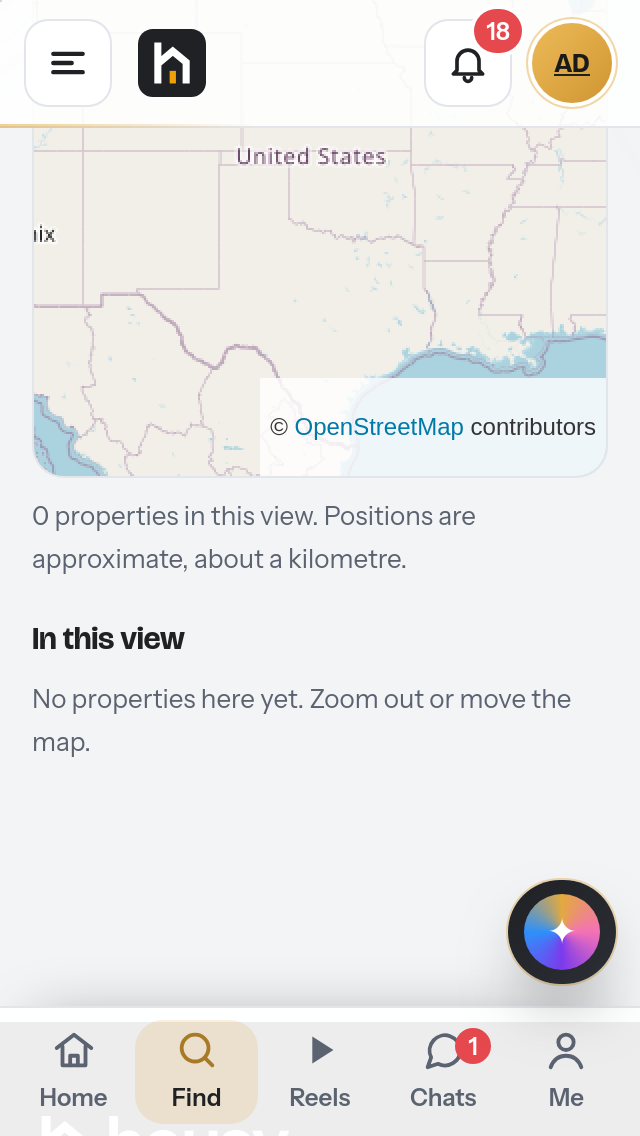 18
AD
United States
nix
© OpenStreetMap contributors
0 properties in this view. Positions are
approximate, about a kilometre.
In this view
No properties here yet. Zoom out or move the
map.
1
Home
Find
Reels
Chats
Me